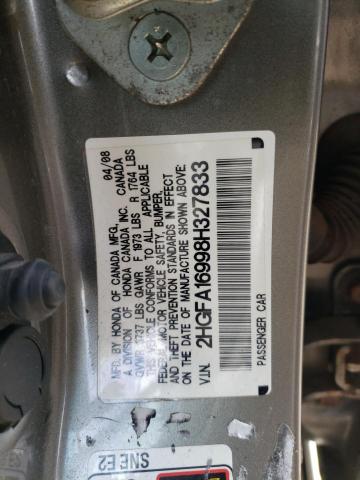 MFD. BY HONDA OF CANADA MFG. 04/08
A DIVISION OF HONDA CANADA INC. CANADA
GVWR 3737 LBS GAWR F 1973 LBS R 1764 LBS
THIS VEHICLE CONFORMS TO ALL APPLICABLE
FEDERAL MOTOR VEHICLE SAFETY, BUMPER,
AND THEFT PREVENTION STANDARDS IN EFFECT
ON THE DATE OF MANUFACTURE SHOWN ABOVE.
V.I.N. 2HGFA16998H327833
PASSENGER CAR
SNE E2